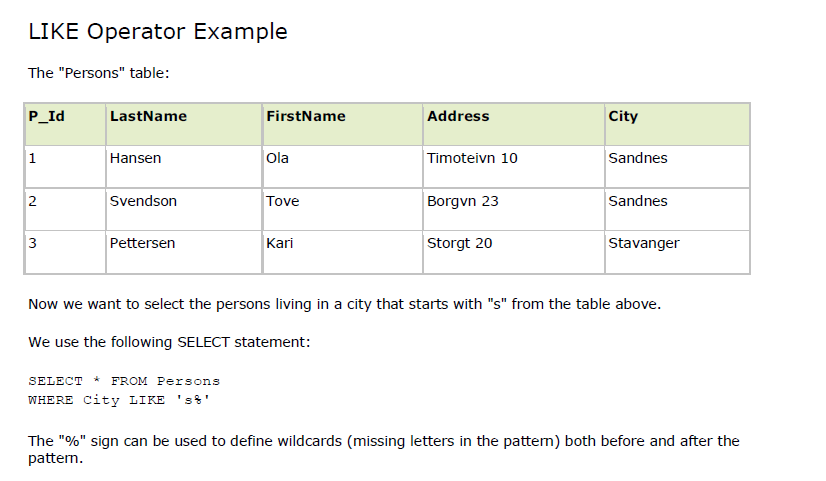 LIKE Operator Example
The "Persons" table:
P_Id LastName FirstName Address City
1 Hansen Ola Timoteivn 10 Sandnes
2 Svendson Tove Borgvn 23 Sandnes
3 Pettersen Kari Storgt 20 Stavanger
Now we want to select the persons living in a city that starts with "s" from the table above.
We use the following SELECT statement:
SELECT * FROM Persons
WHERE City LIKE 's%'
The "%" sign can be used to define wildcards (missing letters in the pattern) both before and after the
pattern.